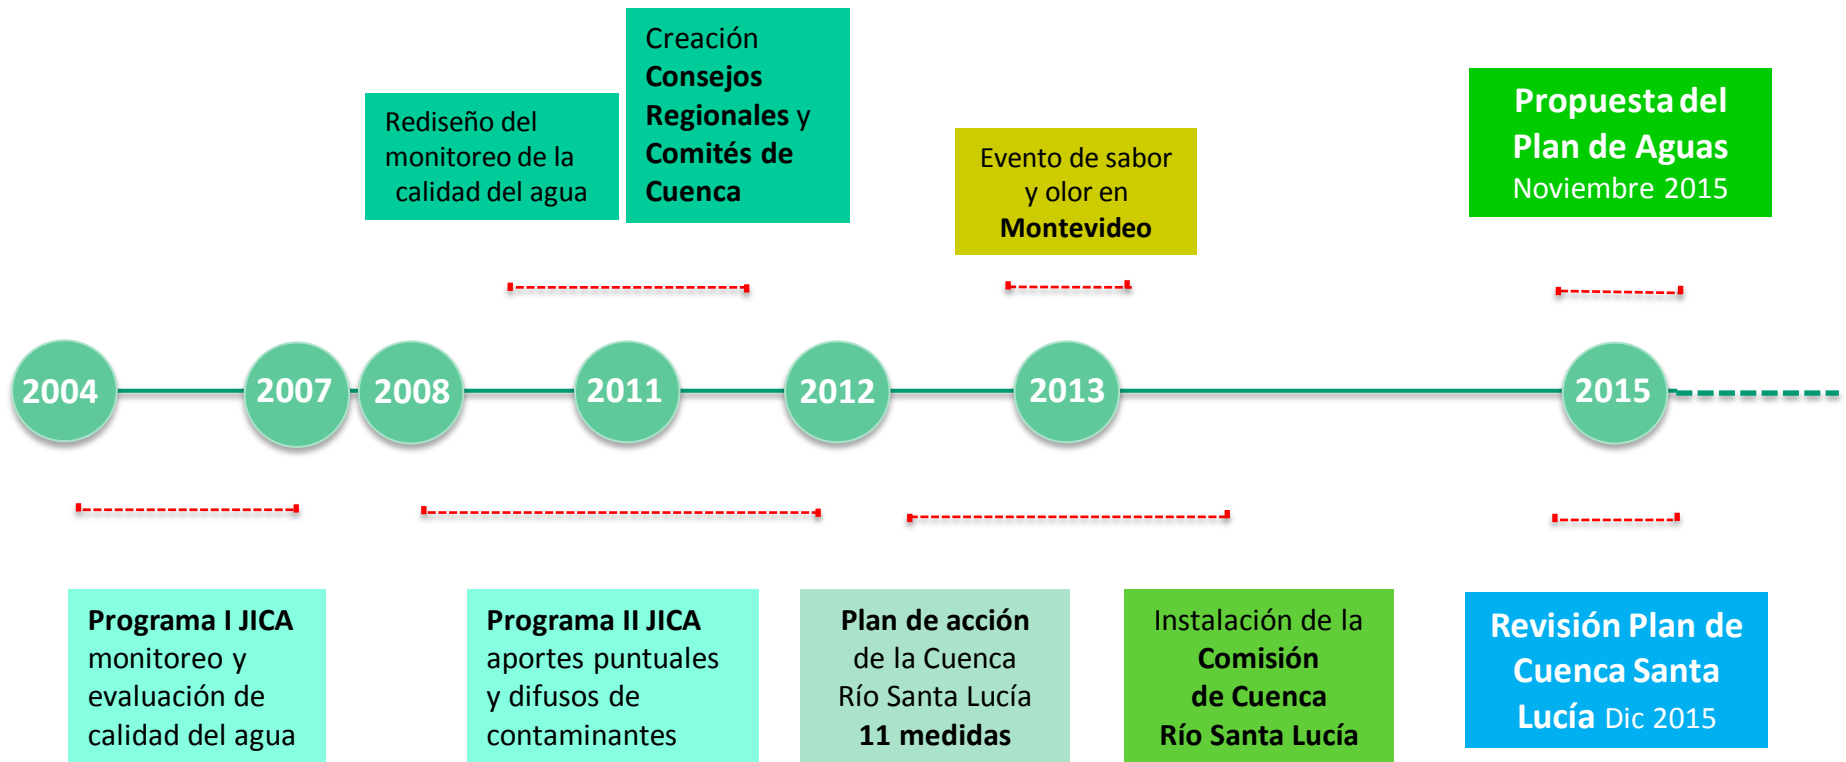 Rediseño del
monitoreo de la
calidad del agua
Creación
Consejos
Regionales y
Comités de
Cuenca
Evento de sabor
y olor en
Montevideo
Propuesta del
Plan de Aguas
Noviembre 2015
2004
2007
2008
2011
2012
2013
2015
Programa I JICA
monitoreo y
evaluación de
calidad del agua
Programa II JICA
aportes puntuales
y difusos de
contaminantes
Plan de acción
de la Cuenca
Río Santa Lucía
11 medidas
Instalación de la
Comisión
de Cuenca
Río Santa Lucía
Revisión Plan de
Cuenca Santa
Lucía Dic 2015